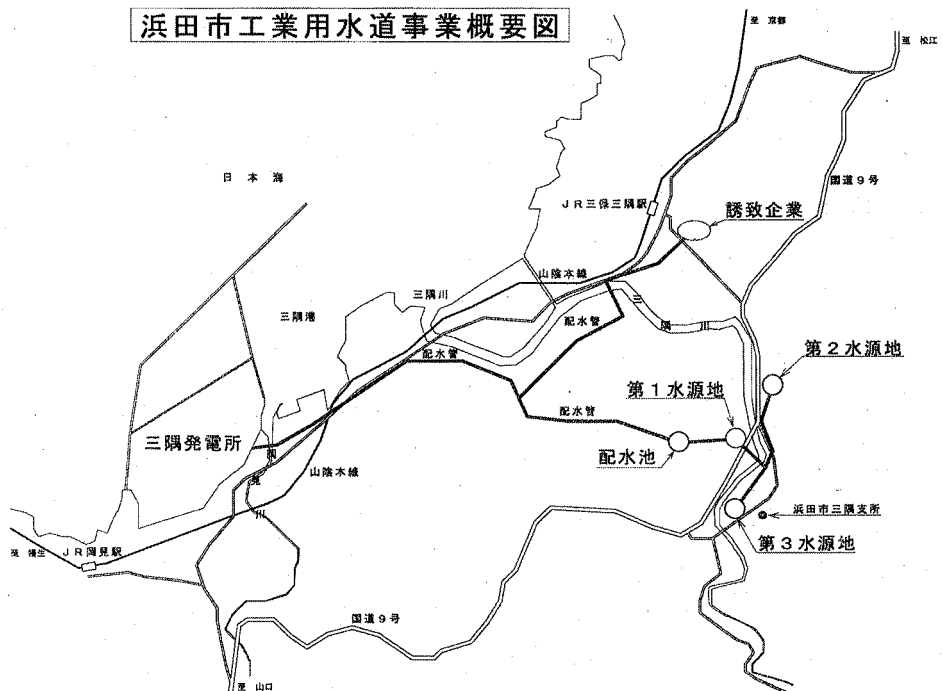 浜田市工業用水道事業概要図
至 京都
至 松江
日 本 海
国道9号
JR三保三隅駅
誘致企業
山陰本線
三隅川
三隅港
三隅川
配水管
配水管
第2水源地
第1水源地
配水管
三隅発電所
配水池
岡見川
山陰本線
浜田市三隅支所
第3水源地
至 幡生
JR岡見駅
国道9号
至 山口